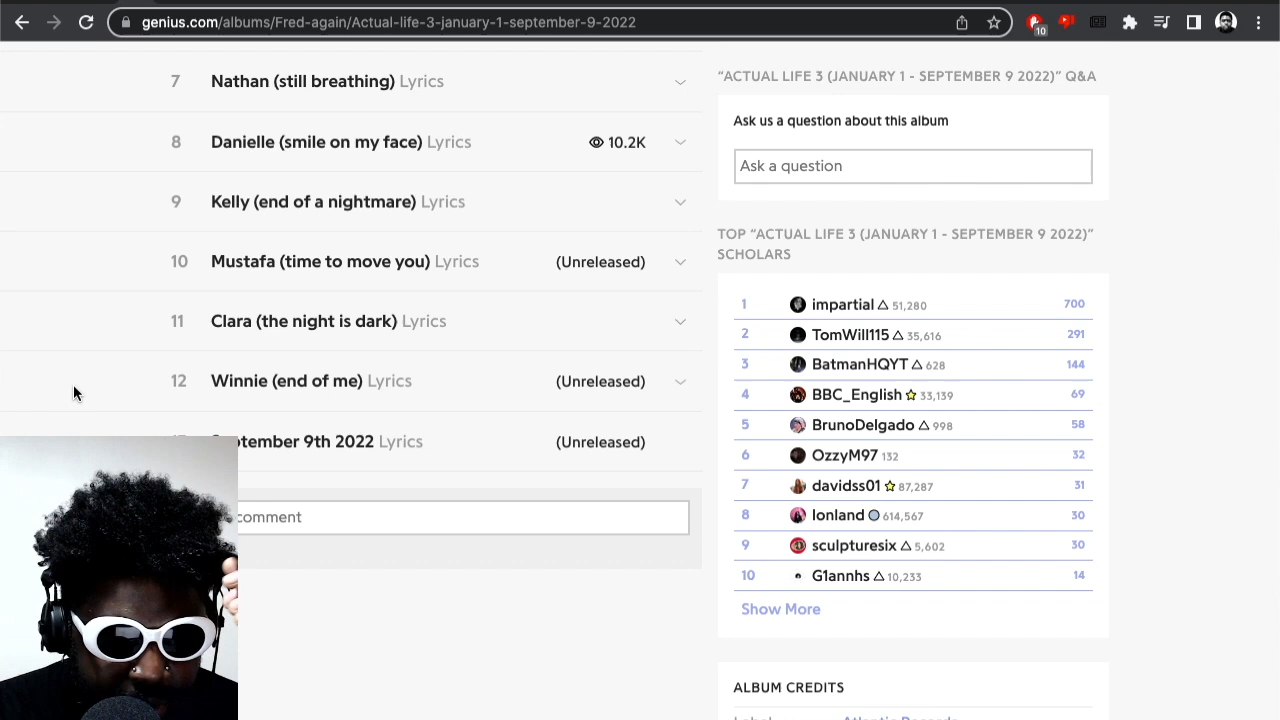 genius.com/albums/Fred-again/Actual-life-3-january-1-september-9-2022
10
7 Nathan (still breathing) Lyrics
8 Danielle (smile on my face) Lyrics 10.2K
9 Kelly (end of a nightmare) Lyrics
10 Mustafa (time to move you) Lyrics (Unreleased)
11 Clara (the night is dark) Lyrics
12 Winnie (end of me) Lyrics (Unreleased)
September 9th 2022 Lyrics (Unreleased)
comment
“ACTUAL LIFE 3 (JANUARY 1 - SEPTEMBER 9 2022)” Q&A
Ask us a question about this album
Ask a question
TOP “ACTUAL LIFE 3 (JANUARY 1 - SEPTEMBER 9 2022)”
SCHOLARS
1 impartial 51,280 700
2 TomWill115 35,616 291
3 BatmanHQYT 628 144
4 BBC_English 33,139 69
5 BrunoDelgado 998 58
6 OzzyM97 132 32
7 davidss01 87,287 31
8 lonland 614,567 30
9 sculpturesix 5,602 30
10 G1annhs 10,233 14
Show More
ALBUM CREDITS
Label Atlantic Records